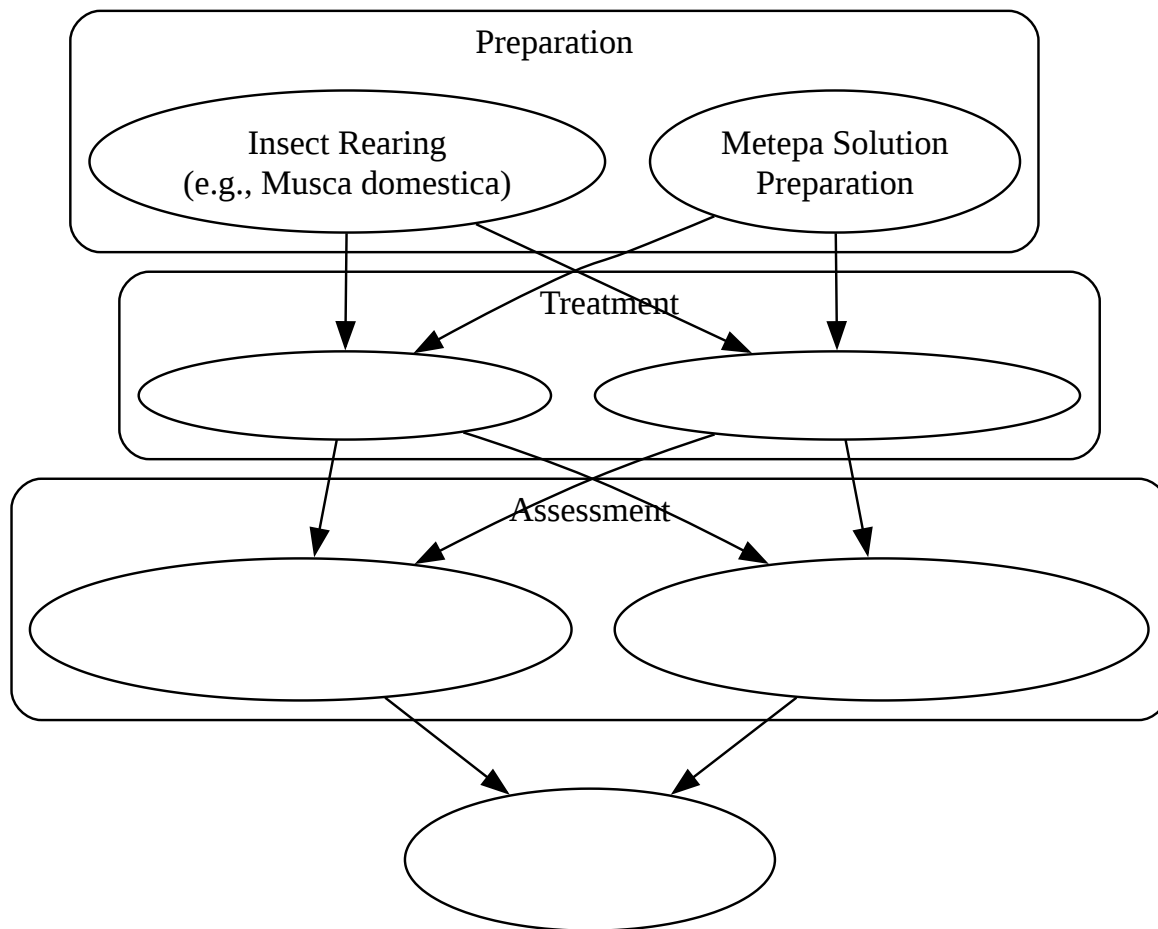 Preparation
Insect Rearing
(e.g., Musca domestica)
Metepa Solution
Preparation
Treatment
Assessment